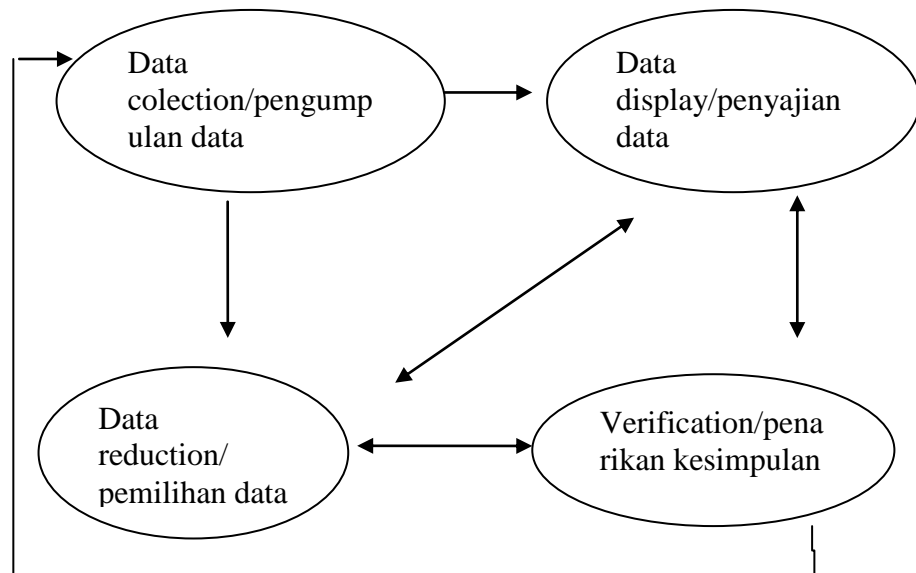 Data
colection/pengump
ulan data
Data
display/penyajian
data
Data
reduction/
pemilihan data
Verification/pena
rikan kesimpulan